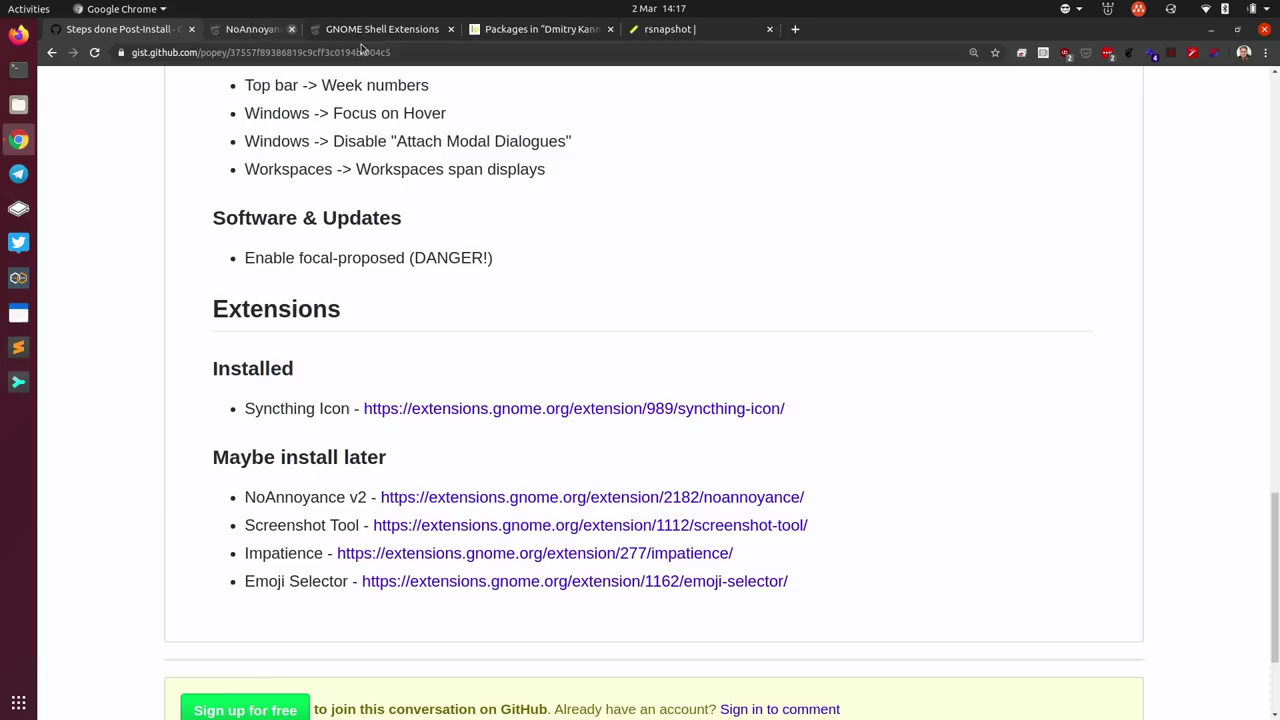 Activities
Google Chrome
2 Mar 14:17
Steps done Post-Install - G
NoAnnoyan
GNOME Shell Extensions
Packages in "Dmitry Kann
rsnapshot |
2
2
4
Top bar -> Week numbers
Windows -> Focus on Hover
Windows -> Disable "Attach Modal Dialogues"
Workspaces -> Workspaces span displays
Software & Updates
Enable focal-proposed (DANGER!)
Extensions
Installed
Syncthing Icon - https://extensions.gnome.org/extension/989/syncthing-icon/
Maybe install later
NoAnnoyance v2 - https://extensions.gnome.org/extension/2182/noannoyance/
Screenshot Tool - https://extensions.gnome.org/extension/1112/screenshot-tool/
Impatience - https://extensions.gnome.org/extension/277/impatience/
Emoji Selector - https://extensions.gnome.org/extension/1162/emoji-selector/
Sign up for free to join this conversation on GitHub. Already have an account? Sign in to comment